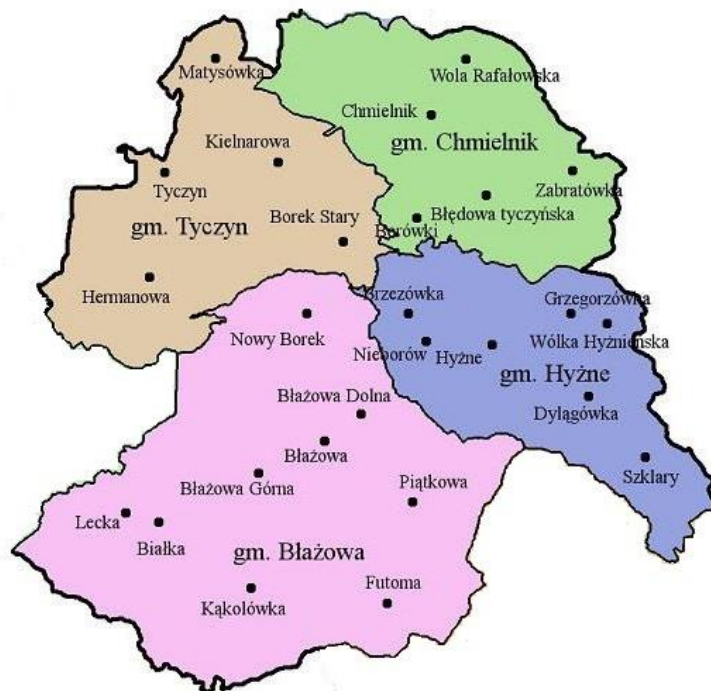 Matysówka
Wola Rafałowska
Chmielnik
Kielnarowa
gm. Chmielnik
Tyczyn
Zabratówka
Borek Stary
Błędowa tyczyńska
gm. Tyczyn
Borówki
Hermanowa
Brzezówka
Grzegorzówka
Nowy Borek
Nieborów
Hyżne
Wólka Hyżnieńska
gm. Hyżne
Błażowa Dolna
Dylągówka
Błażowa
Szklary
Błażowa Górna
Piątkowa
Lecka
Białka
gm. Błażowa
Futoma
Kąkolówka